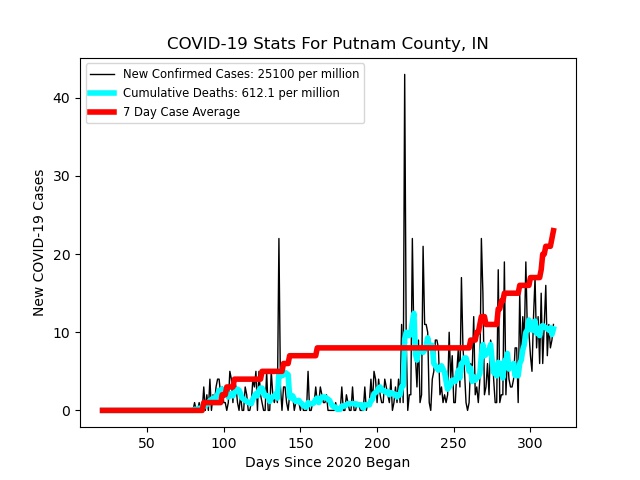 COVID-19 Stats For Putnam County, IN
New Confirmed Cases: 25100 per million
Cumulative Deaths: 612.1 per million
7 Day Case Average
40
30
20
10
0
New COVID-19 Cases
50 100 150 200 250 300
Days Since 2020 Began